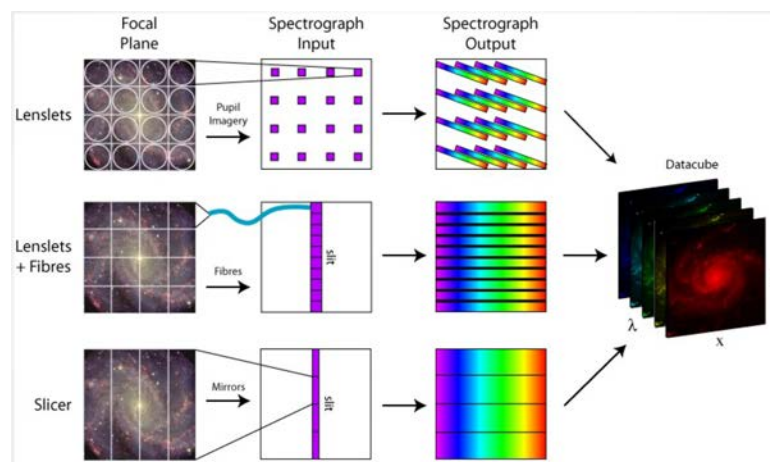 Focal
Plane
Spectrograph
Input
Spectrograph
Output
Lenslets
Pupil
Imagery
Datacube
Lenslets
+ Fibres
Fibres
slit
λ
x
Slicer
Mirrors
slit